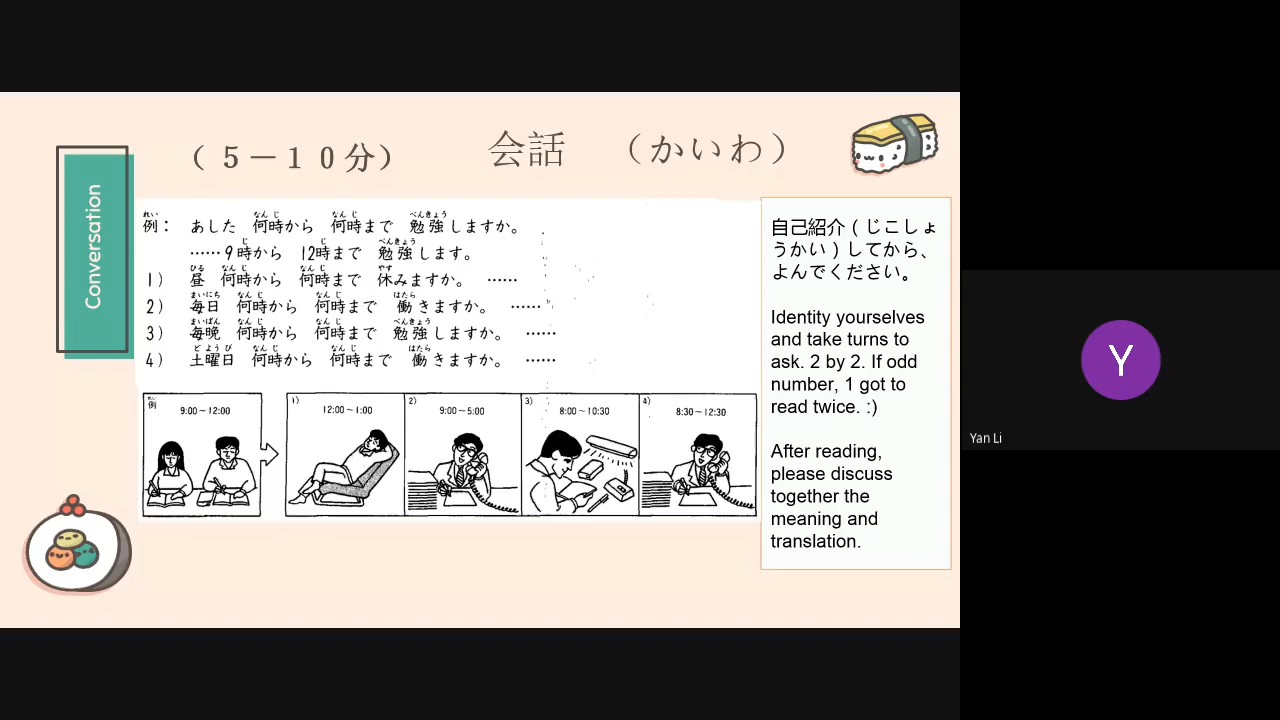 (５－１０分)
会話 （かいわ）
Conversation
例： あした 何時から 何時まで 勉強しますか。
……9時から 12時まで 勉強します。
1） 昼 何時から 何時まで 休みますか。 ……
2） 毎日 何時から 何時まで 働きますか。 ……
3） 毎晩 何時から 何時まで 勉強しますか。 ……
4） 土曜日 何時から 何時まで 働きますか。 ……
例 9:00～12:00
1) 12:00～1:00
2) 9:00～5:00
3) 8:00～10:30
4) 8:30～12:30
自己紹介（じこしょ
うかい）してから、
よんでください。
Identity yourselves
and take turns to
ask. 2 by 2. If odd
number, 1 got to
read twice. :)
After reading,
please discuss
together the
meaning and
translation.
Y
Yan Li